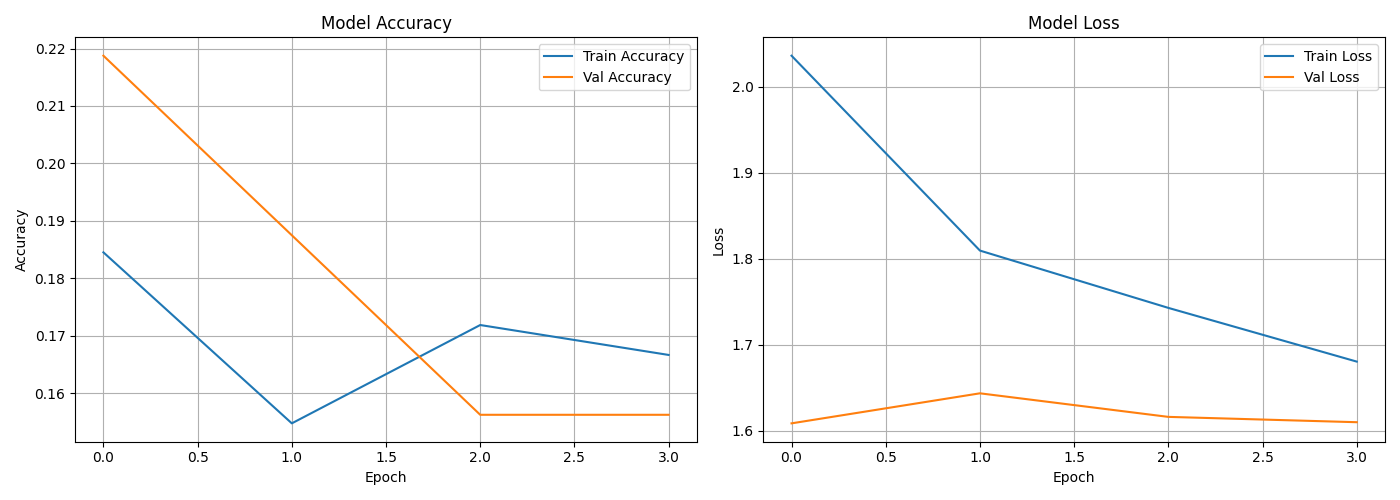 Model Accuracy
Train Accuracy
Val Accuracy
0.22
0.21
0.20
0.19
0.18
0.17
0.16
Accuracy
0.0 0.5 1.0 1.5 2.0 2.5 3.0
Epoch
Model Loss
Train Loss
Val Loss
2.0
1.9
1.8
1.7
1.6
Loss
0.0 0.5 1.0 1.5 2.0 2.5 3.0
Epoch